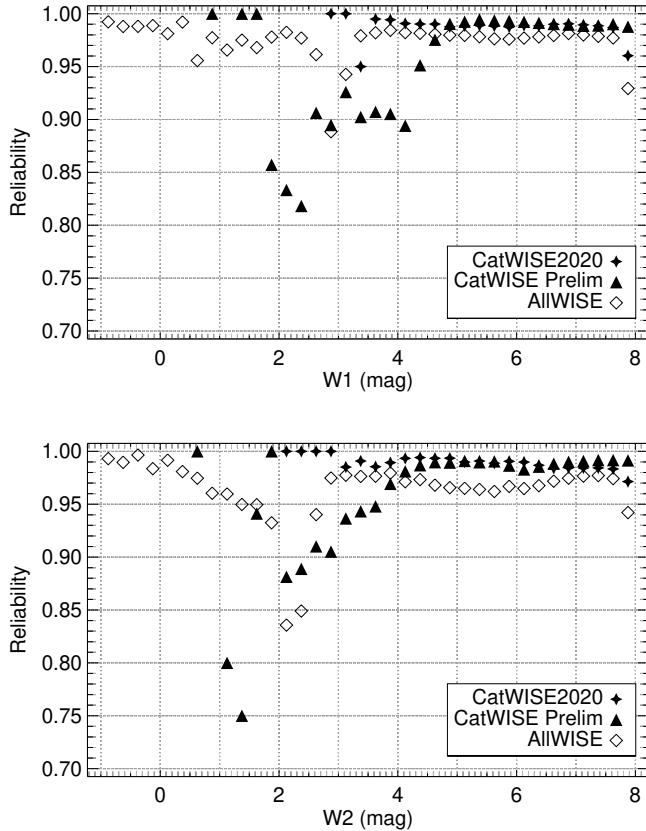 1.00
0.95
0.90
0.85
0.80
0.75
0.70
Reliability
CatWISE2020
CatWISE Prelim
AllWISE
0 2 4 6 8
W1 (mag)
1.00
0.95
0.90
0.85
0.80
0.75
0.70
Reliability
CatWISE2020
CatWISE Prelim
AllWISE
0 2 4 6 8
W2 (mag)